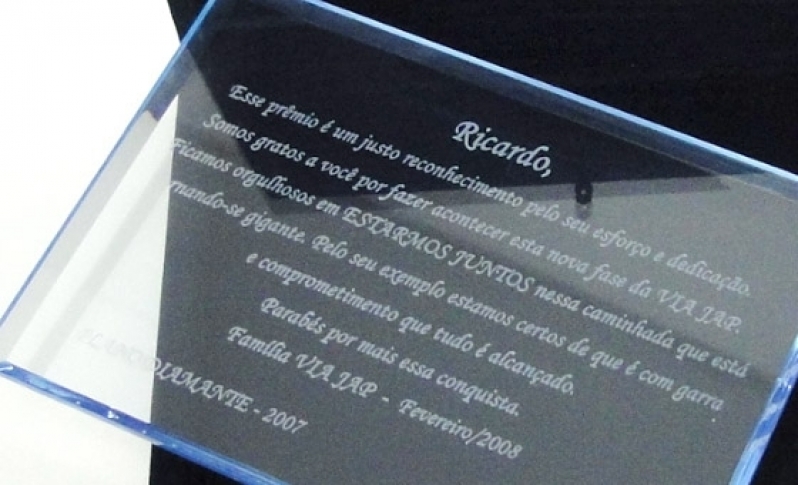 Ricardo,
Esse prêmio é um justo reconhecimento pelo seu esforço e dedicação.
Somos gratos a você por fazer acontecer esta nova fase da VIA JAP.
Ficamos orgulhosos em ESTARMOS JUNTOS nessa caminhada que está
rnando-se gigante. Pelo seu exemplo estamos certos de que é com garra
e comprometimento que tudo é alcançado.
Parabés por mais essa conquista.
Família VIA JAP - Fevereiro/2008
DIAMANTE - 2007